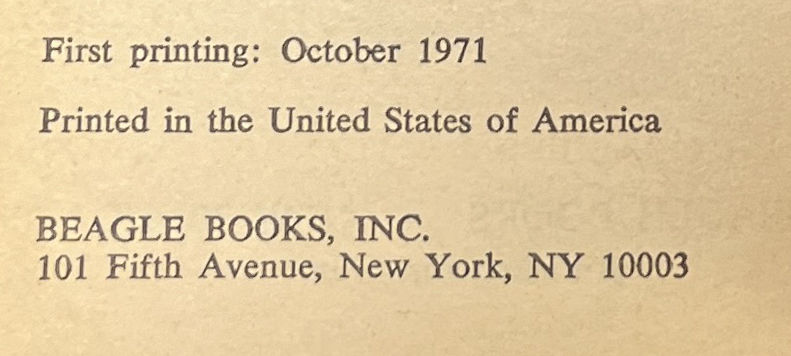 First printing: October 1971
Printed in the United States of America
BEAGLE BOOKS, INC.
101 Fifth Avenue, New York, NY 10003